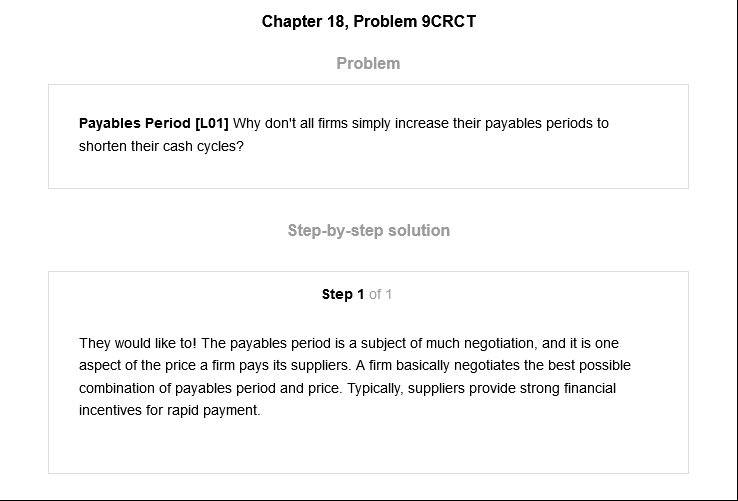 Chapter 18, Problem 9CRCT
Problem
Payables Period [L01] Why don't all firms simply increase their payables periods to
shorten their cash cycles?
Step-by-step solution
Step 1 of 1
They would like to! The payables period is a subject of much negotiation, and it is one
aspect of the price a firm pays its suppliers. A firm basically negotiates the best possible
combination of payables period and price. Typically, suppliers provide strong financial
incentives for rapid payment.